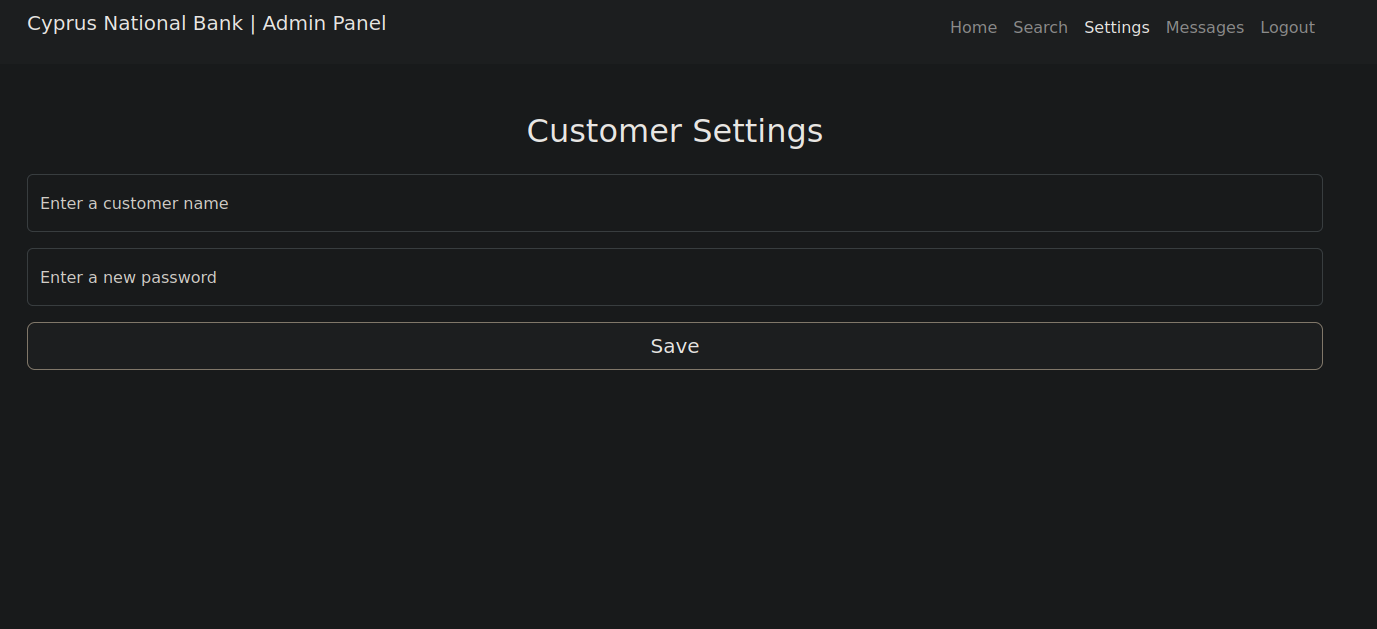 Cyprus National Bank | Admin Panel
Home Search Settings Messages Logout
Customer Settings
Enter a customer name
Enter a new password
Save